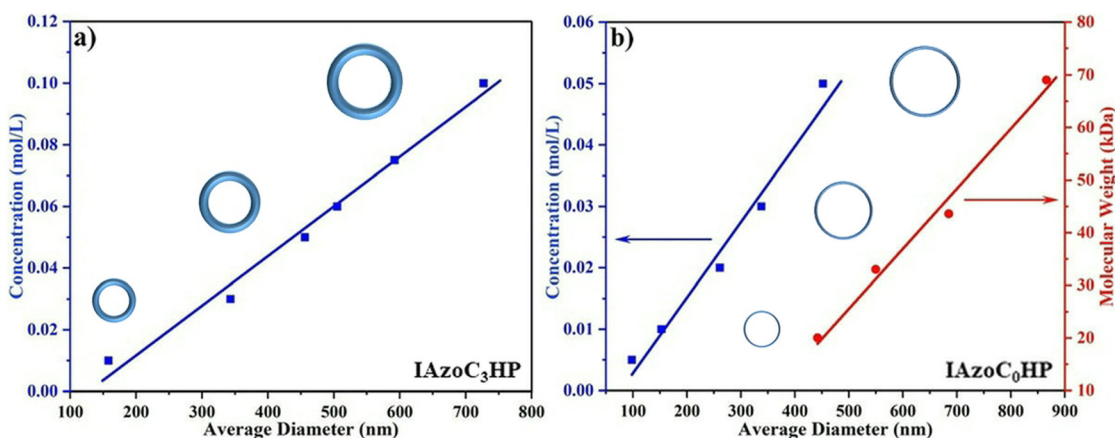 a)
Concentration (mol/L)
0.12
0.10
0.08
0.06
0.04
0.02
0.00
IAzoC₃HP
100 200 300 400 500 600 700 800
Average Diameter (nm)
b)
Concentration (mol/L)
0.06
0.05
0.04
0.03
0.02
0.01
0.00
IAzoC₀HP
100 200 300 400 500 600 700 800 900
Average Diameter (nm)
80
70
60
50
40
30
20
10
Molecular Weight (kDa)